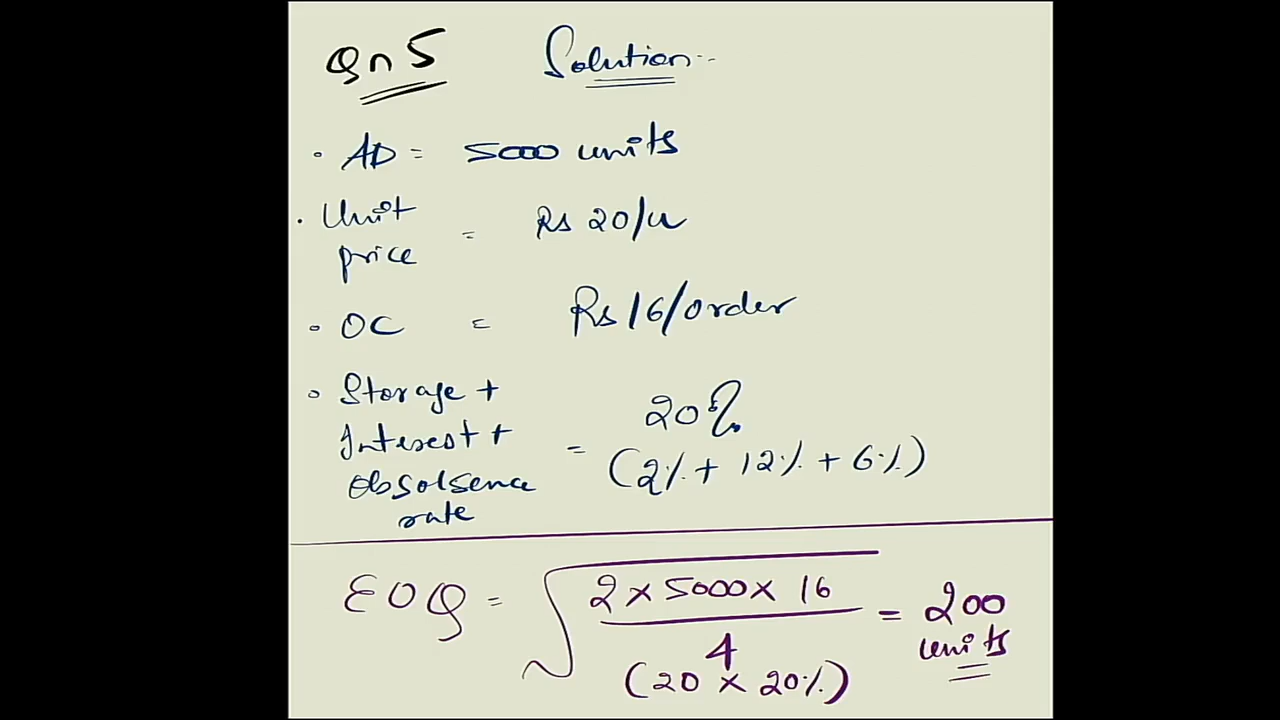 Qn 5 Solution..
• AD = 5000 units
• Unit price = Rs 20/u
• OC = Rs 16/order
• Storage + Interest + Obsolsence rate = 20% (2% + 12% + 6%)
EOQ = √ 2 × 5000 × 16 / 4 (20 × 20%) = 200 units